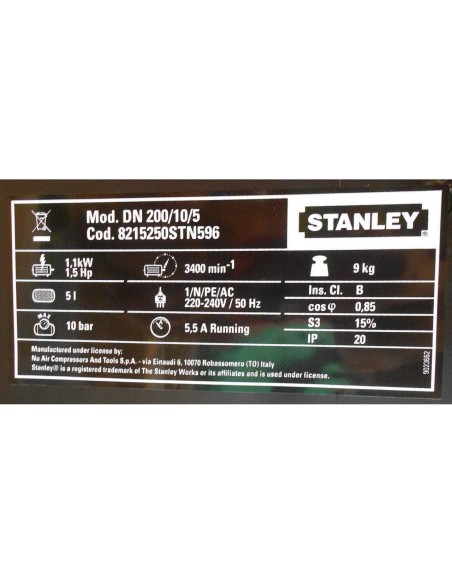 Mod. DN 200/10/5
Cod. 8215250STN596
STANLEY®
1,1kW
1,5 Hp
3400 min-1
9 kg
5 l
1/N/PE/AC
220-240V / 50 Hz
Ins. Cl. B
cos φ 0,85
MAX
10 bar
5,5 A Running
S3 15%
IP 20
Manufactured under license by:
Nu Air Compressors And Tools S.p.A. - via Einaudi 6, 10070 Robassomero (TO) Italy
Stanley® is a registered trademark of The Stanley Works or its affiliates and is used under license.
9023662